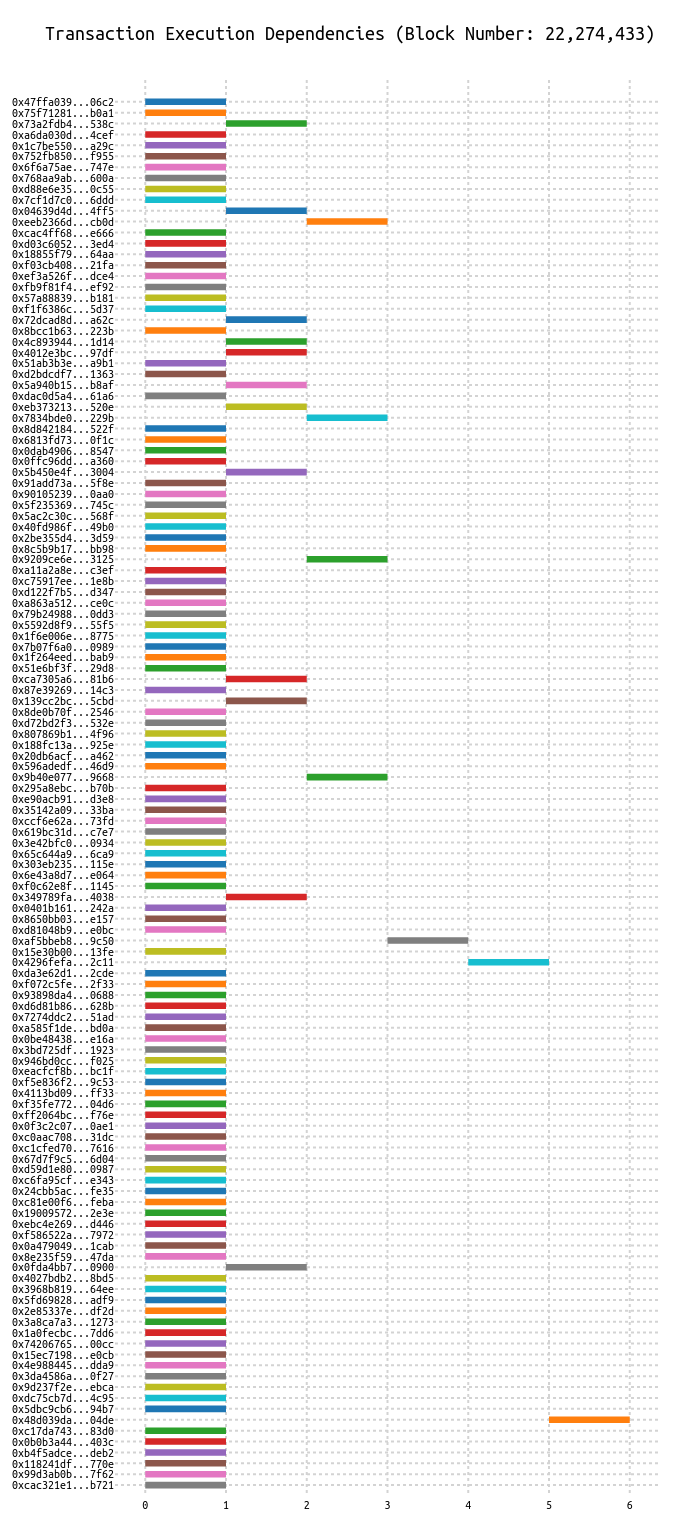 Transaction Execution Dependencies (Block Number: 22,274,433)
0x47ffa039...06c2
0x75f71281...b0a1
0x73a2fdb4...538c
0xa6da030d...4cef
0x1c7be550...a29c
0x752fb850...f955
0x6f6a75ae...747e
0x768aa9ab...600a
0xd88e6e35...0c55
0x7cf1d7c0...6ddd
0x04639d4d...4ff5
0xeeb2366d...cb0d
0xcac4ff68...e666
0xd03c6052...3ed4
0x18855f79...64aa
0xf03cb408...21fa
0xef3a526f...dce4
0xfb9f81f4...ef92
0x57a88839...b181
0xf1f6386c...5d37
0x72dcad8d...a62c
0x8bcc1b63...223b
0x4c893944...1d14
0x4012e3bc...97df
0x51ab3b3e...a9b1
0xd2bdcdf7...1363
0x5a940b15...b8af
0xdac0d5a4...61a6
0xeb373213...520e
0x7834bde0...229b
0x8d842184...522f
0x6813fd73...0f1c
0x0dab4906...8547
0x0ffc96dd...a360
0x5b450e4f...3004
0x91add73a...5f8e
0x90105239...0aa0
0x5f235369...745c
0x5ac2c30c...568f
0x40fd986f...49b0
0x2be355d4...3d59
0x8c5b9b17...bb98
0x9209ce6e...3125
0xa11a2a8e...c3ef
0xc75917ee...1e8b
0xd122f7b5...d347
0xa863a512...ce0c
0x79b24988...0dd3
0x5592d8f9...55f5
0x1f6e006e...8775
0x7b07f6a0...0989
0x1f264eed...bab9
0x51e6bf3f...29d8
0xca7305a6...81b6
0x87e39269...14c3
0x139cc2bc...5cbd
0x8de0b70f...2546
0xd72bd2f3...532e
0x807869b1...4f96
0x188fc13a...925e
0x20db6acf...a462
0x596adedf...46d9
0x9b40e077...9668
0x295a8ebc...b70b
0xe90acb91...d3e8
0x35142a09...33ba
0xccf6e62a...73fd
0x619bc31d...c7e7
0x3e42bfc0...0934
0x65c644a9...6ca9
0x303eb235...115e
0x6e43a8d7...e064
0xf0c62e8f...1145
0x349789fa...4038
0x0401b161...242a
0x8650bb03...e157
0xd81048b9...e0bc
0xaf5bbeb8...9c50
0x15e30b00...13fe
0x4296fefa...2c11
0xda3e62d1...2cde
0xf072c5fe...2f33
0x93898da4...0688
0xd6d81b86...628b
0x7274ddc2...51ad
0xa585f1de...bd0a
0x0be48438...e16a
0x3bd725df...1923
0x946bd0cc...f025
0xeacfcf8b...bc1f
0xf5e836f2...9c53
0x4113bd09...ff33
0xf35fe772...04d6
0xff2064bc...f76e
0x0f3c2c07...0ae1
0xc0aac708...31dc
0xc1cfed70...7616
0x67d7f9c5...6d04
0xd59d1e80...0987
0xc6fa95cf...e343
0x24cbb5ac...fe35
0xc81e00f6...feba
0x19009572...2e3e
0xebc4e269...d446
0xf586522a...7972
0x0a479049...1cab
0x8e235f59...47da
0x0fda4bb7...0900
0x4027bdb2...8bd5
0x3968b819...64ee
0x5fd69828...adf9
0x2e85337e...df2d
0x3a8ca7a3...1273
0x1a0fecbc...7dd6
0x74206765...00cc
0x15ec7198...e0cb
0x4e988445...dda9
0x3da4586a...0f27
0x9d237f2e...ebca
0xdc75cb7d...4c95
0x5dbc9cb6...94b7
0x48d039da...04de
0xc17da743...83d0
0x0b0b3a44...403c
0xb4f5adce...deb2
0x118241df...770e
0x99d3ab0b...7f62
0xcac321e1...b721
0 1 2 3 4 5 6